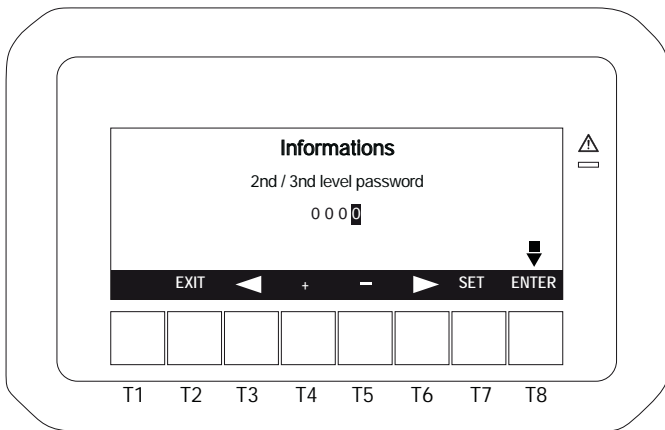 Informations
2nd / 3nd level password
0 0 0 0
EXIT + − SET ENTER
T1 T2 T3 T4 T5 T6 T7 T8